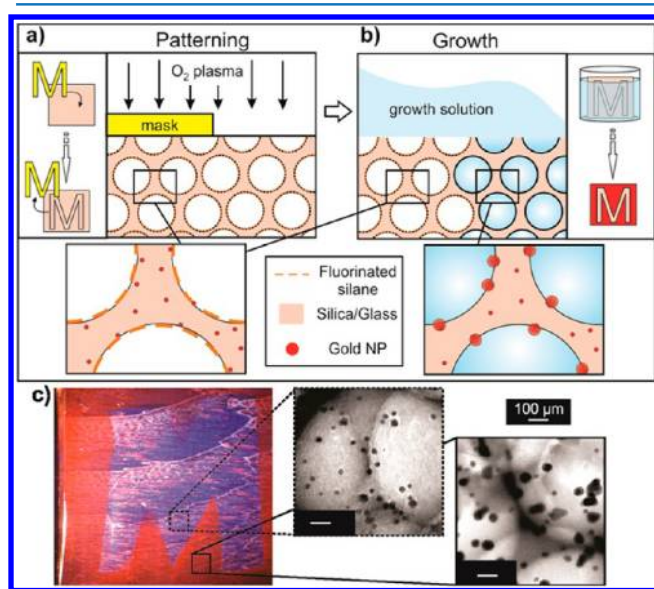 a) Patterning
O₂ plasma
mask
b) Growth
growth solution
M
M
M
M
M
M
Fluorinated
silane
Silica/Glass
Gold NP
c)
100 µm